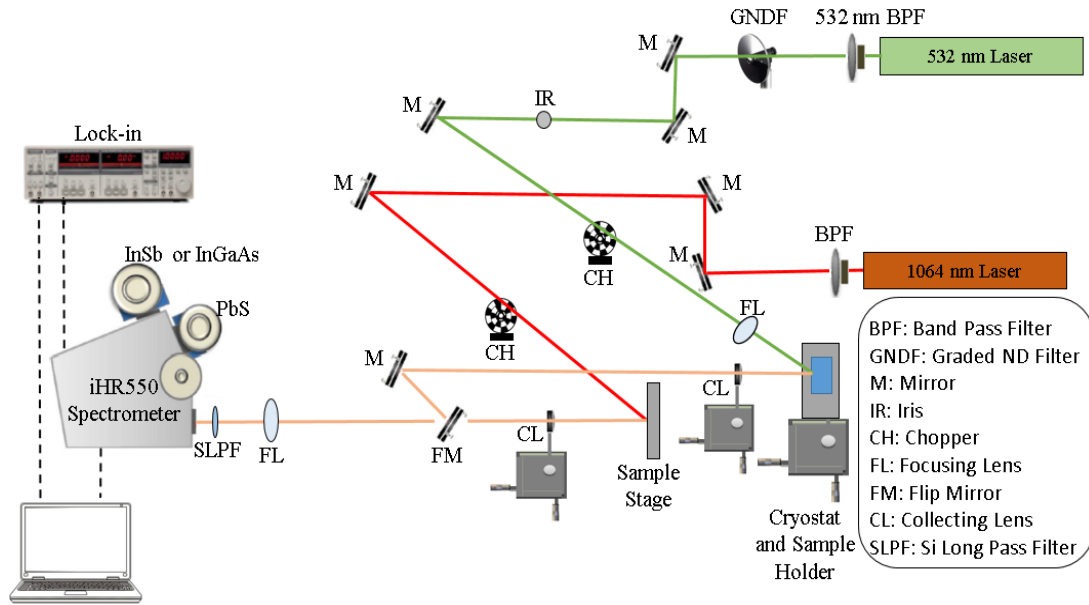 GNDF
532 nm BPF
M
532 nm Laser
IR
M
M
Lock-in
M
M
BPF
CH
M
1064 nm Laser
InSb or InGaAs
PbS
FL
CH
M
CL
iHR550
Spectrometer
CL
SLPF
FL
FM
Sample
Stage
Cryostat
and Sample
Holder
BPF: Band Pass Filter
GNDF: Graded ND Filter
M: Mirror
IR: Iris
CH: Chopper
FL: Focusing Lens
FM: Flip Mirror
CL: Collecting Lens
SLPF: Si Long Pass Filter